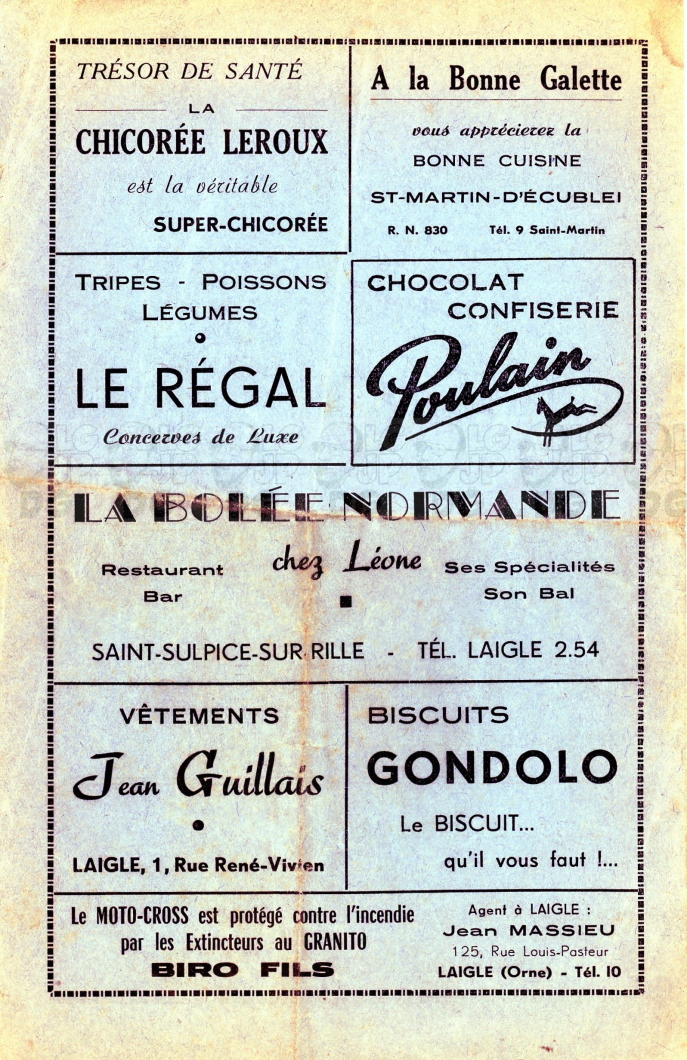 TRÉSOR DE SANTÉ
LA
CHICORÉE LEROUX
est la véritable
SUPER-CHICORÉE
A la Bonne Galette
vous apprécierez la
BONNE CUISINE
ST-MARTIN-D'ÉCUBLEI
R. N. 830 Tél. 9 Saint-Martin
TRIPES - POISSONS
LÉGUMES
LE RÉGAL
Concerves de Luxe
CHOCOLAT
CONFISERIE
Poulain
LA BOLÉE NORMANDE
chez Léone
Restaurant
Bar
Ses Spécialités
Son Bal
SAINT-SULPICE-SUR-RILLE - TÉL. LAIGLE 2.54
VÊTEMENTS
Jean Guillais
LAIGLE, 1, Rue René-Vivien
BISCUITS
GONDOLO
Le BISCUIT...
qu'il vous faut !...
Le MOTO-CROSS est protégé contre l'incendie
par les Extincteurs au GRANITO
BIRO FILS
Agent à LAIGLE :
Jean MASSIEU
125, Rue Louis-Pasteur
LAIGLE (Orne) - Tél. 10